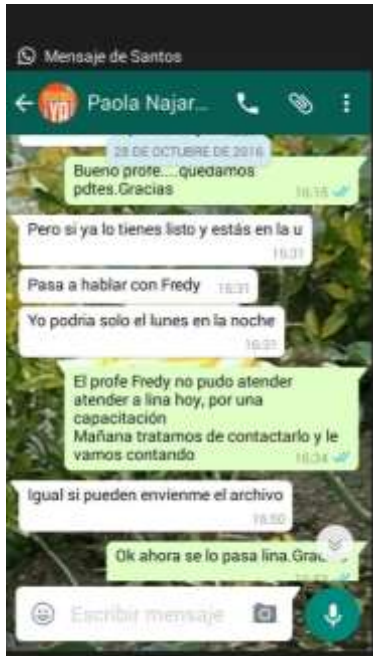 Mensaje de Santos
Paola Najar...
28 DE OCTUBRE DE 2016
Bueno profe....quedamos
pdtes.Gracias
16:15
Pero si ya lo tienes listo y estás en la u
16:31
Pasa a hablar con Fredy 16:31
Yo podria solo el lunes en la noche
16:31
El profe Fredy no pudo atender
atender a lina hoy, por una
capacitación
Mañana tratamos de contactarlo y le
vamos contando
16:34
Igual si pueden envienme el archivo
16:50
Ok ahora se lo pasa lina.Gra
Escribir mensaje